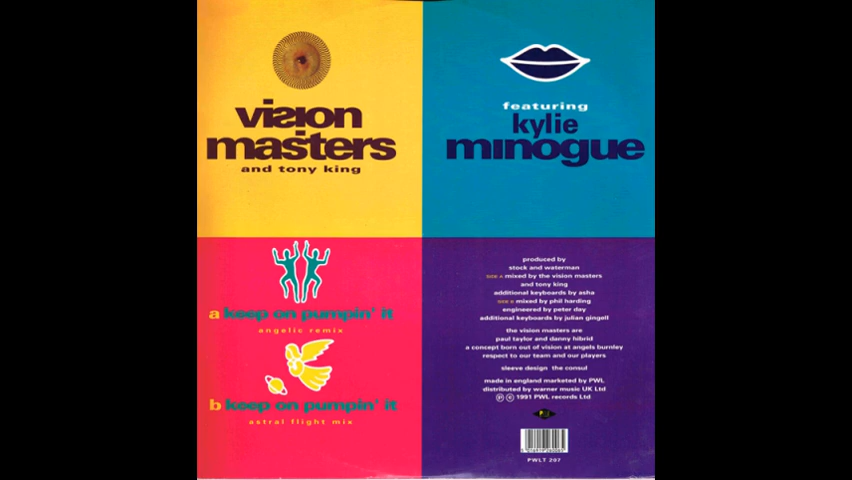 vision
masters
and tony king
featuring
kylie
minogue
a keep on pumpin' it
angelic remix
b keep on pumpin' it
astral flight mix
produced by
stock and waterman
mixed by the vision masters
and tony king
additional keyboards by asha
mixed by phil harding
engineered by peter day
additional keyboards by julian gingell
the vision masters are
paul taylor and danny hibrid
a concept born out of vision at angels burnley
respect to our team and our players
sleeve design the consul
made in england marketed by PWL
distributed by warner music UK Ltd
℗ © 1991 PWL records Ltd
PWLT 207